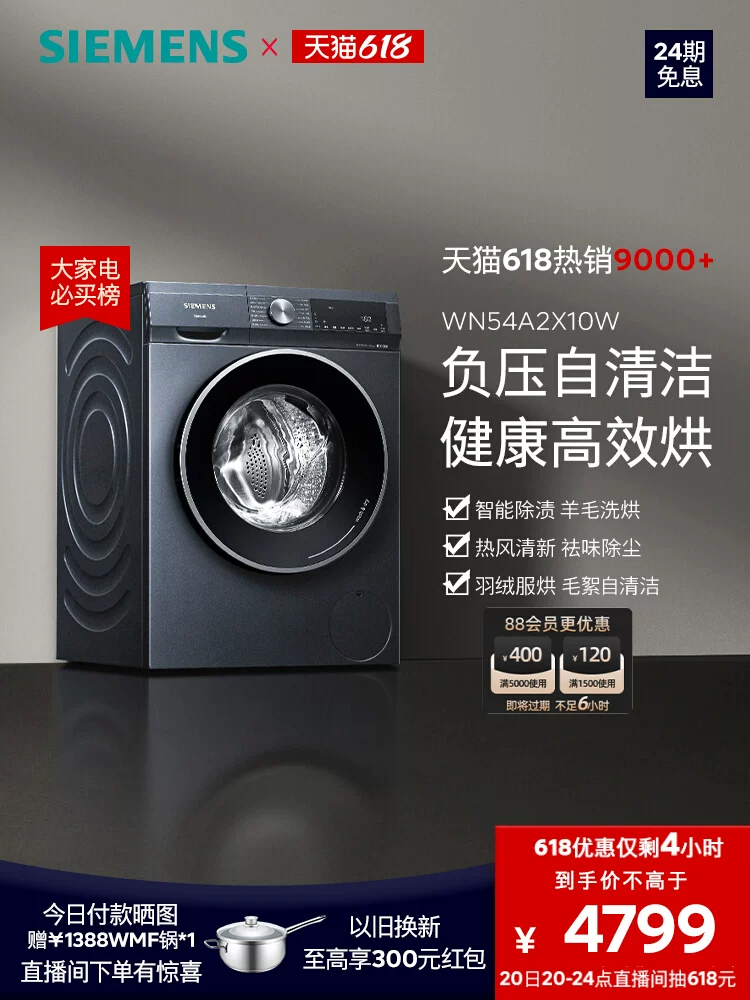 SIEMENS × 天猫618
24期
免息
大家电
必买榜
天猫618热销9000+
WN54A2X10W
负压自清洁
健康高效烘
智能除渍 羊毛洗烘
热风清新 祛味除尘
羽绒服烘 毛絮自清洁
SIEMENS
88会员更优惠
¥400
满5000使用
¥120
满1500使用
即将过期 不足6小时
618优惠仅剩4小时
到手价不高于
¥4799
20日20-24点直播间抽618元
今日付款晒图
赠¥1388WMF锅*1
直播间下单有惊喜
以旧换新
至高享300元红包